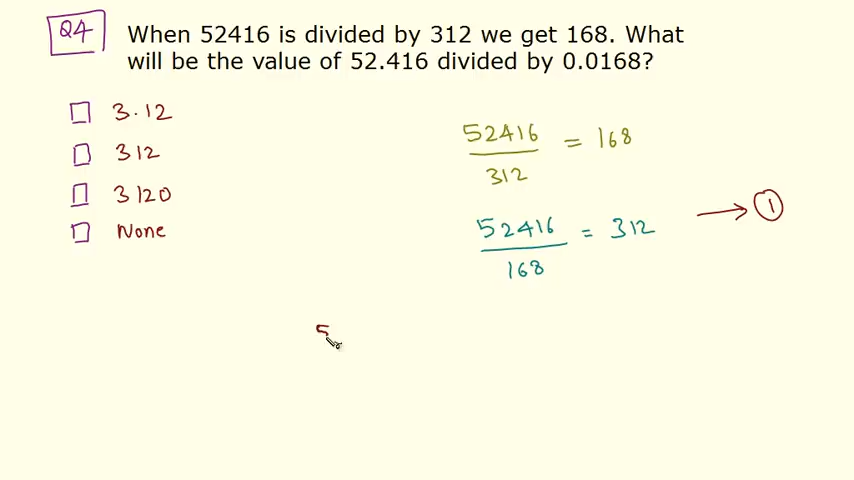 Q4
When 52416 is divided by 312 we get 168. What
will be the value of 52.416 divided by 0.0168?
3.12
312
3120
None
52416
312
= 168
52416
168
= 312
1
5